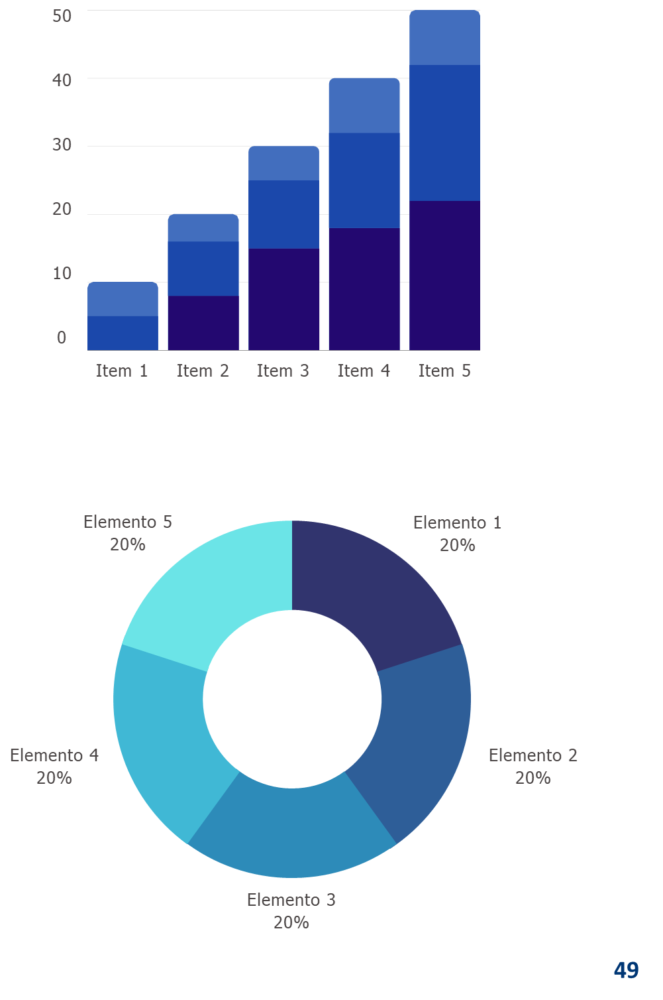 50
40
30
20
10
0
Item 1 Item 2 Item 3 Item 4 Item 5
Elemento 5
20%
Elemento 1
20%
Elemento 4
20%
Elemento 2
20%
Elemento 3
20%
49